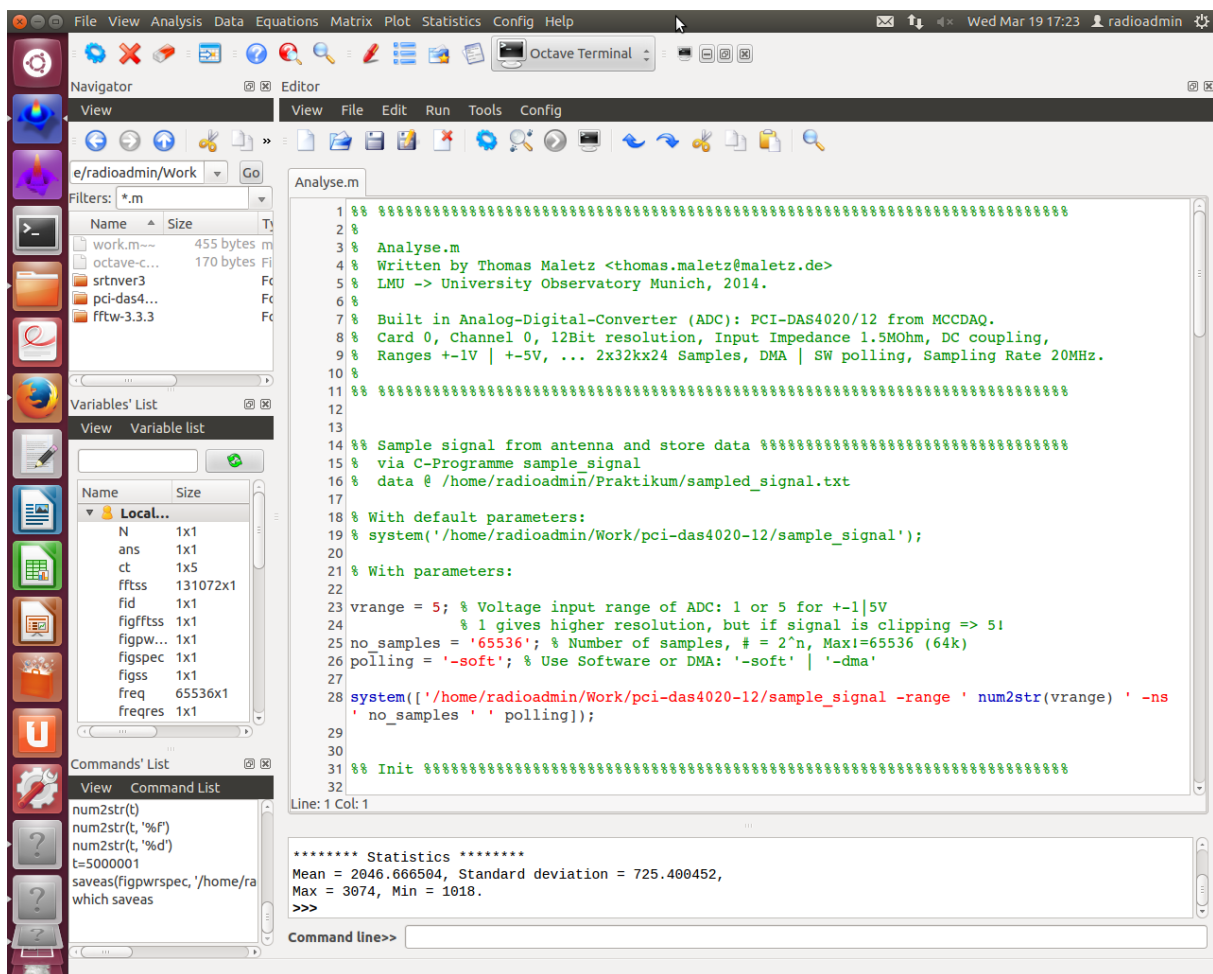 File View Analysis Data Equations Matrix Plot Statistics Config Help
Wed Mar 19 17:23 radioadmin
Octave Terminal
Navigator
View
e/radioadmin/Work Go
Filters: *.m
Name Size Ty
work.m~~ 455 bytes m
octave-c... 170 bytes Fi
srtnver3 Fo
pci-das4... Fo
fftw-3.3.3 Fo
Variables' List
View Variable list
Name Size
Local...
N 1x1
ans 1x1
ct 1x5
fftss 131072x1
fid 1x1
figfftss 1x1
figpw... 1x1
figspec 1x1
figss 1x1
freq 65536x1
freqres 1x1
Commands' List
View Command List
num2str(t)
num2str(t, '%f')
num2str(t, '%d')
t=5000001
saveas(figpwrspec, '/home/ra
which saveas
Editor
View File Edit Run Tools Config
Analyse.m
1 %% %%%%%%%%%%%%%%%%%%%%%%%%%%%%%%%%%%%%%%%%%%%%%%%%%%%%%%%%%%%%%%%%%%%%%%%%%%%%
2 %
3 % Analyse.m
4 % Written by Thomas Maletz <thomas.maletz@maletz.de>
5 % LMU -> University Observatory Munich, 2014.
6 %
7 % Built in Analog-Digital-Converter (ADC): PCI-DAS4020/12 from MCCDAQ.
8 % Card 0, Channel 0, 12Bit resolution, Input Impedance 1.5MOhm, DC coupling,
9 % Ranges +-1V | +-5V, ... 2x32kx24 Samples, DMA | SW polling, Sampling Rate 20MHz.
10 %
11 %% %%%%%%%%%%%%%%%%%%%%%%%%%%%%%%%%%%%%%%%%%%%%%%%%%%%%%%%%%%%%%%%%%%%%%%%%%%%%
12
13
14 %% Sample signal from antenna and store data %%%%%%%%%%%%%%%%%%%%%%%%%%%%%%%%%%
15 % via C-Programme sample_signal
16 % data @ /home/radioadmin/Praktikum/sampled_signal.txt
17
18 % With default parameters:
19 % system('/home/radioadmin/Work/pci-das4020-12/sample_signal');
20
21 % With parameters:
22
23 vrange = 5; % Voltage input range of ADC: 1 or 5 for +-1|5V
24 % 1 gives higher resolution, but if signal is clipping => 5!
25 no_samples = '65536'; % Number of samples, # = 2^n, Max!=65536 (64k)
26 polling = '-soft'; % Use Software or DMA: '-soft' | '-dma'
27
28 system(['/home/radioadmin/Work/pci-das4020-12/sample_signal -range ' num2str(vrange) ' -ns
' no_samples ' ' polling]);
29
30
31 %% Init %%%%%%%%%%%%%%%%%%%%%%%%%%%%%%%%%%%%%%%%%%%%%%%%%%%%%%%%%%%%%%%%%%%%%%%
32
Line: 1 Col: 1
******** Statistics ********
Mean = 2046.666504, Standard deviation = 725.400452,
Max = 3074, Min = 1018.
>>>
Command line>>